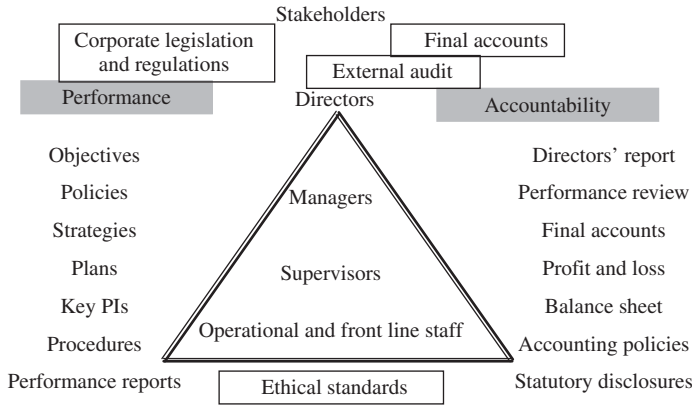 Stakeholders
Corporate legislation
and regulations
Final accounts
External audit
Performance
Directors
Accountability
Objectives
Policies
Strategies
Plans
Key PIs
Procedures
Performance reports
Managers
Supervisors
Operational and front line staff
Ethical standards
Directors’ report
Performance review
Final accounts
Profit and loss
Balance sheet
Accounting policies
Statutory disclosures